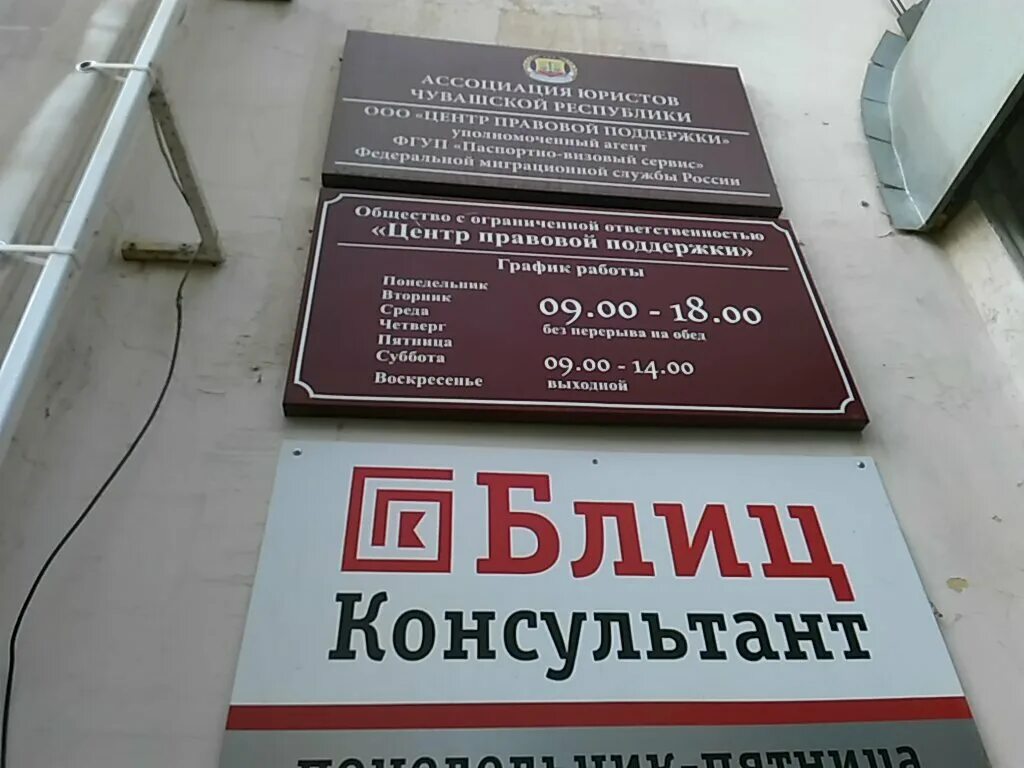 АССОЦИАЦИЯ ЮРИСТОВ
ЧУВАШСКОЙ РЕСПУБЛИКИ
ООО «ЦЕНТР ПРАВОВОЙ ПОДДЕРЖКИ»
уполномоченный агент
ФГУП «Паспортно-визовый сервис»
Федеральной миграционной службы России
Общество с ограниченной ответственностью
«Центр правовой поддержки»
График работы
Понедельник
Вторник
Среда
Четверг
Пятница
09.00 - 18.00
без перерыва на обед
Суббота 09.00 - 14.00
Воскресенье выходной
Блиц
Консультант
понедельник-пятница